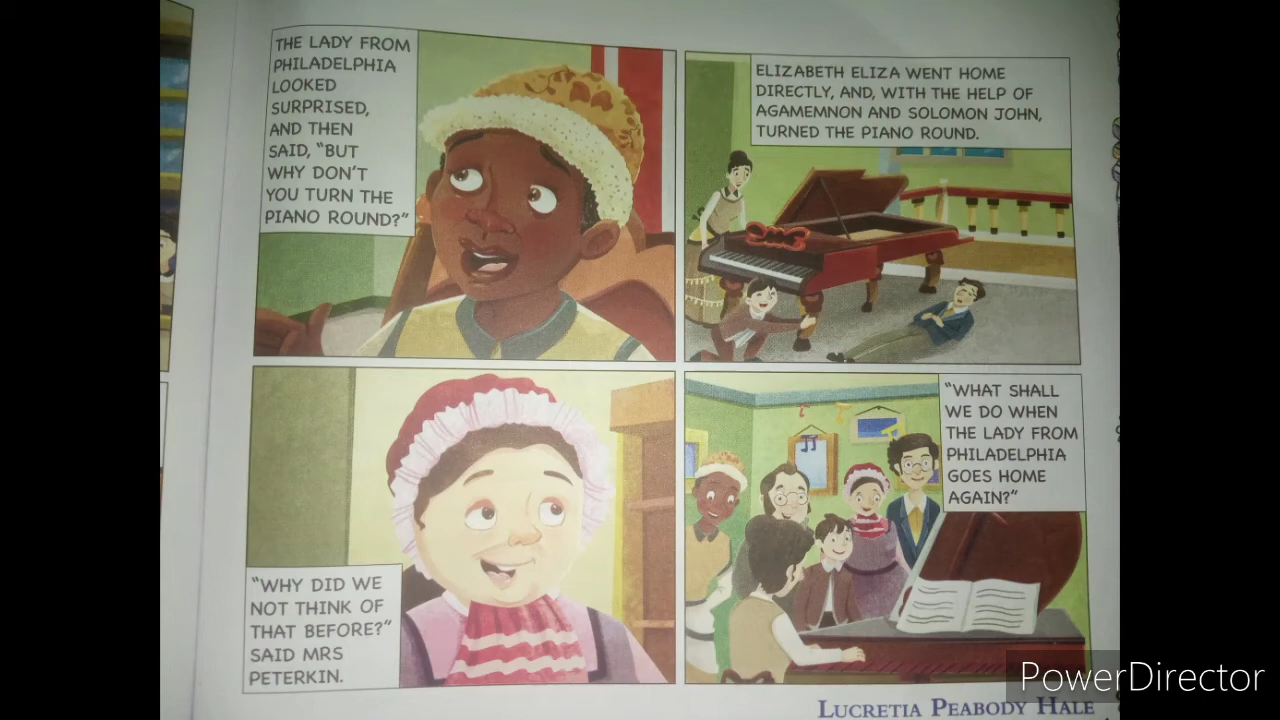 THE LADY FROM
PHILADELPHIA
LOOKED
SURPRISED,
AND THEN
SAID, "BUT
WHY DON'T
YOU TURN THE
PIANO ROUND?"
ELIZABETH ELIZA WENT HOME
DIRECTLY, AND, WITH THE HELP OF
AGAMEMNON AND SOLOMON JOHN,
TURNED THE PIANO ROUND.
"WHY DID WE
NOT THINK OF
THAT BEFORE?"
SAID MRS
PETERKIN.
"WHAT SHALL
WE DO WHEN
THE LADY FROM
PHILADELPHIA
GOES HOME
AGAIN?"
LUCRETIA PEABODY HALE
PowerDirector